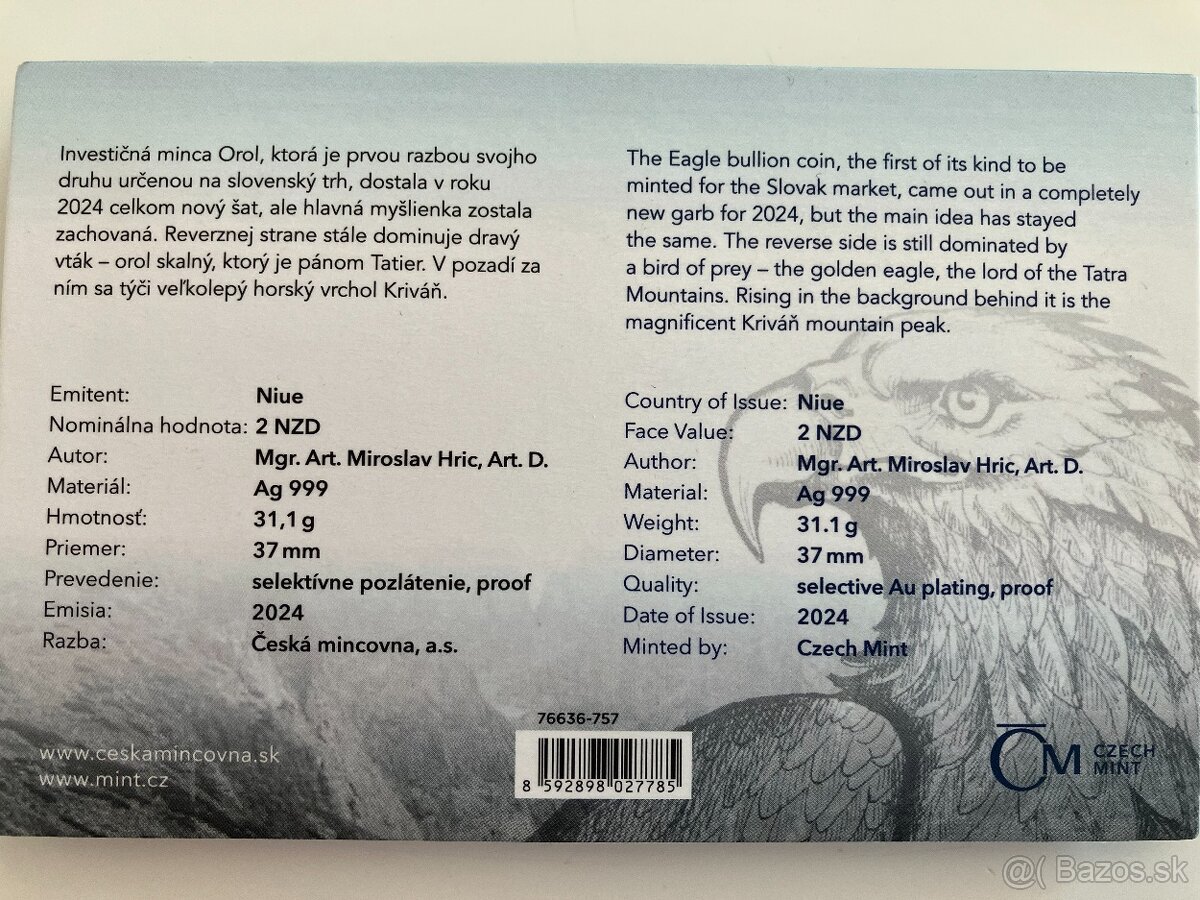 Investičná minca Orol, ktorá je prvou razbou svojho
druhu určenou na slovenský trh, dostala v roku
2024 celkom nový šat, ale hlavná myšlienka zostala
zachovaná. Reverznej strane stále dominuje dravý
vták – orol skalný, ktorý je pánom Tatier. V pozadí za
ním sa týči veľkolepý horský vrchol Kriváň.
Emitent: Niue
Nominálna hodnota: 2 NZD
Autor: Mgr. Art. Miroslav Hric, Art. D.
Materiál: Ag 999
Hmotnosť: 31,1 g
Priemer: 37 mm
Prevedenie: selektívne pozlátenie, proof
Emisia: 2024
Razba: Česká mincovna, a.s.
www.ceskamincovna.sk
www.mint.cz
The Eagle bullion coin, the first of its kind to be
minted for the Slovak market, came out in a completely
new garb for 2024, but the main idea has stayed
the same. The reverse side is still dominated by
a bird of prey – the golden eagle, the lord of the Tatra
Mountains. Rising in the background behind it is the
magnificent Kriváň mountain peak.
Country of Issue: Niue
Face Value: 2 NZD
Author: Mgr. Art. Miroslav Hric, Art. D.
Material: Ag 999
Weight: 31.1 g
Diameter: 37 mm
Quality: selective Au plating, proof
Date of Issue: 2024
Minted by: Czech Mint
76636-757
8 592898 027785
ČM CZECH
MINT
@( Bazos.sk